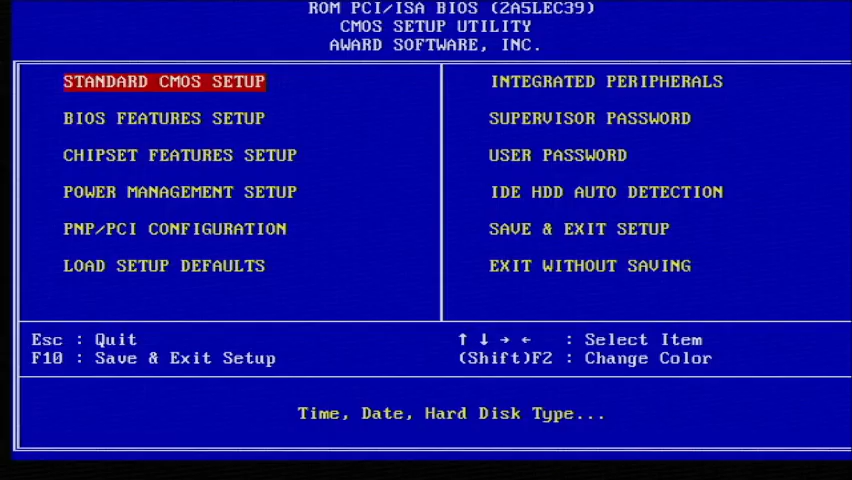 ROM PCI/ISA BIOS (2A5LEC39)
CMOS SETUP UTILITY
AWARD SOFTWARE, INC.
STANDARD CMOS SETUP
BIOS FEATURES SETUP
CHIPSET FEATURES SETUP
POWER MANAGEMENT SETUP
PNP/PCI CONFIGURATION
LOAD SETUP DEFAULTS
INTEGRATED PERIPHERALS
SUPERVISOR PASSWORD
USER PASSWORD
IDE HDD AUTO DETECTION
SAVE & EXIT SETUP
EXIT WITHOUT SAVING
Esc : Quit
F10 : Save & Exit Setup
↑ ↓ → ← : Select Item
(Shift)F2 : Change Color
Time, Date, Hard Disk Type...